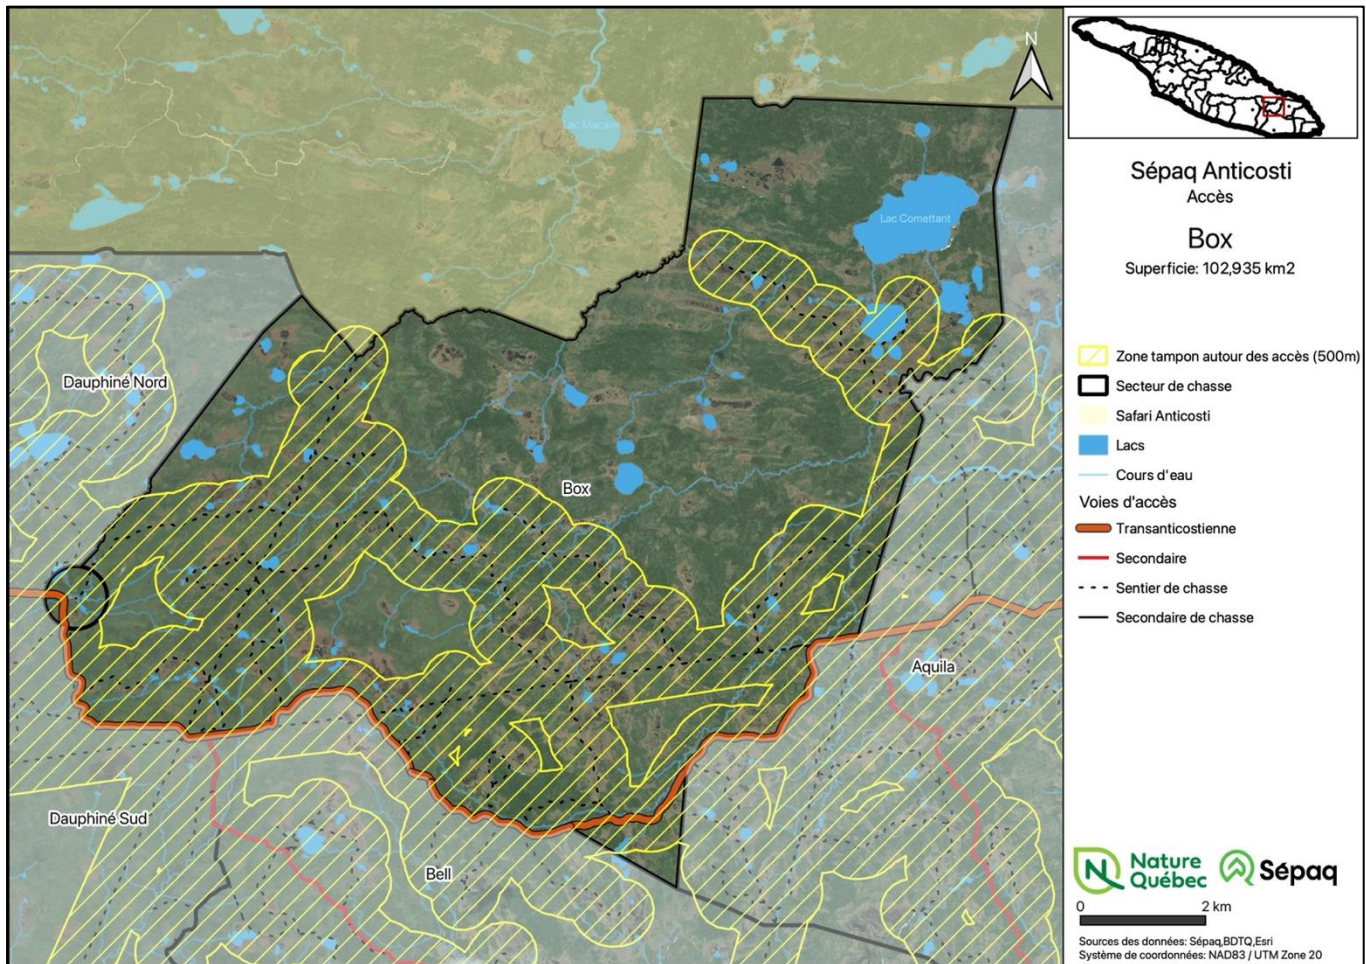 N
Lac Macaire
Lac Comettant
Dauphiné Nord
Box
Aquila
Dauphiné Sud
Bell
Sépaq Anticosti
Accès
Box
Superficie: 102,935 km2
Zone tampon autour des accès (500m)
Secteur de chasse
Safari Anticosti
Lacs
Cours d'eau
Voies d'accès
Transanticostienne
Secondaire
Sentier de chasse
Secondaire de chasse
Nature
Québec
Sépaq
0 2 km
Sources des données: Sépaq,BDTQ,Esri
Système de coordonnées: NAD83 / UTM Zone 20